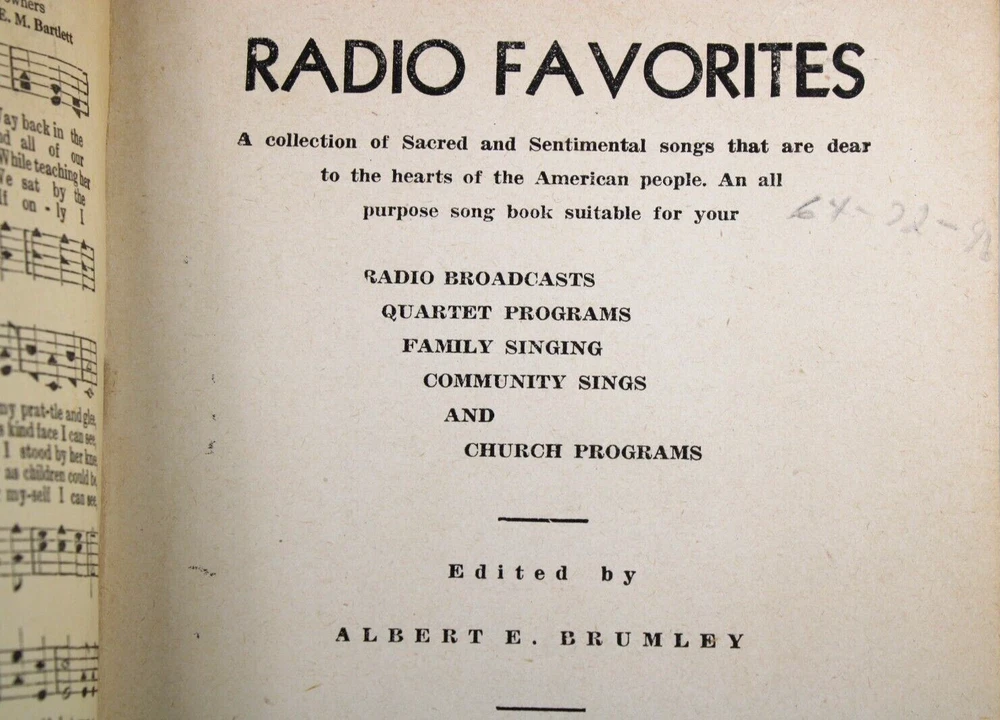 E. M. Bartlett
Way back in the
all of our
While teaching her
We sat by the
on - ly I
my prat-tle and glee,
kind face I can see,
I stood by her knee,
as children could be,
my-self I can see,
RADIO FAVORITES
A collection of Sacred and Sentimental songs that are dear
to the hearts of the American people. An all
purpose song book suitable for your
RADIO BROADCASTS
QUARTET PROGRAMS
FAMILY SINGING
COMMUNITY SINGS
AND
CHURCH PROGRAMS
Edited by
ALBERT E. BRUMLEY